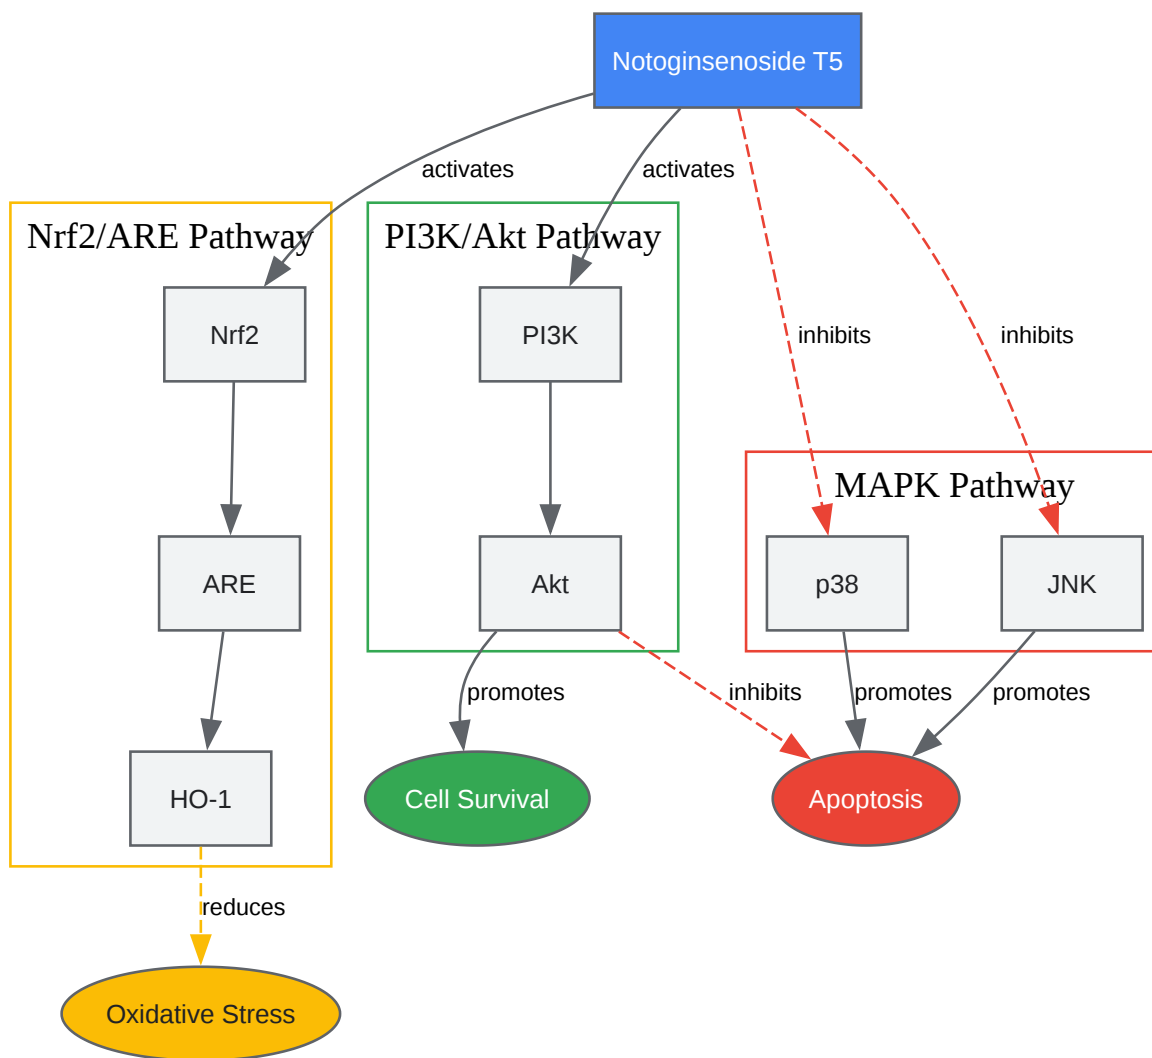 Notoginsenoside T5
activates
activates
Nrf2/ARE Pathway
PI3K/Akt Pathway
Nrf2
PI3K
inhibits
inhibits
MAPK Pathway
ARE
Akt
p38
JNK
promotes
inhibits
promotes
promotes
HO-1
Cell Survival
Apoptosis
reduces
Oxidative Stress